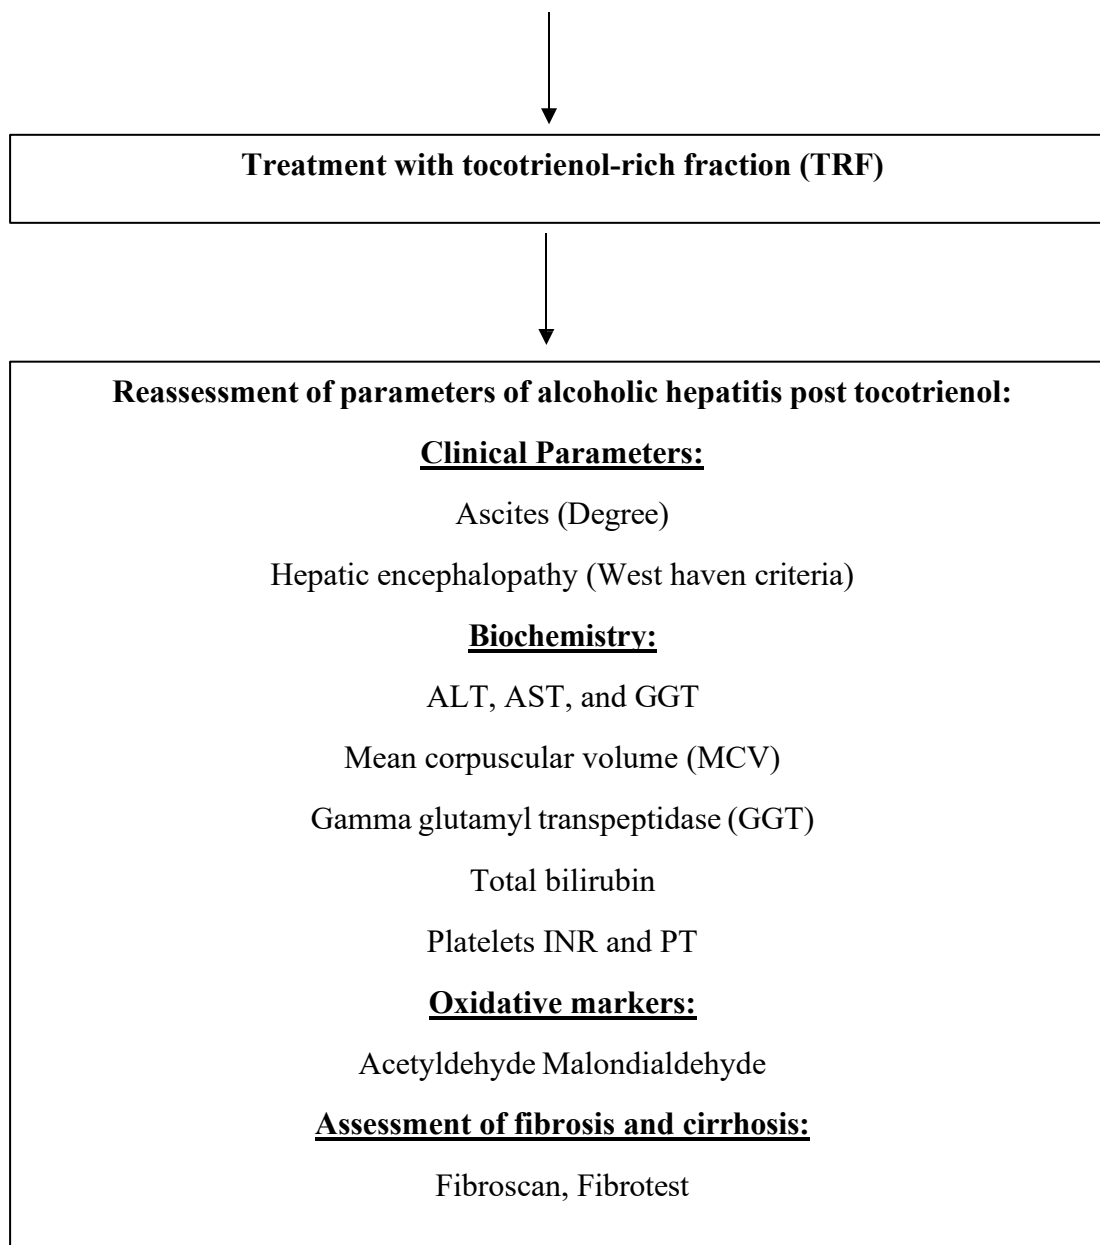 Treatment with tocotrienol-rich fraction (TRF)
Reassessment of parameters of alcoholic hepatitis post tocotrienol:
Clinical Parameters:
Ascites (Degree)
Hepatic encephalopathy (West haven criteria)
Biochemistry:
ALT, AST, and GGT
Mean corpuscular volume (MCV)
Gamma glutamyl transpeptidase (GGT)
Total bilirubin
Platelets INR and PT
Oxidative markers:
Acetyldehyde Malondialdehyde
Assessment of fibrosis and cirrhosis:
Fibroscan, Fibrotest